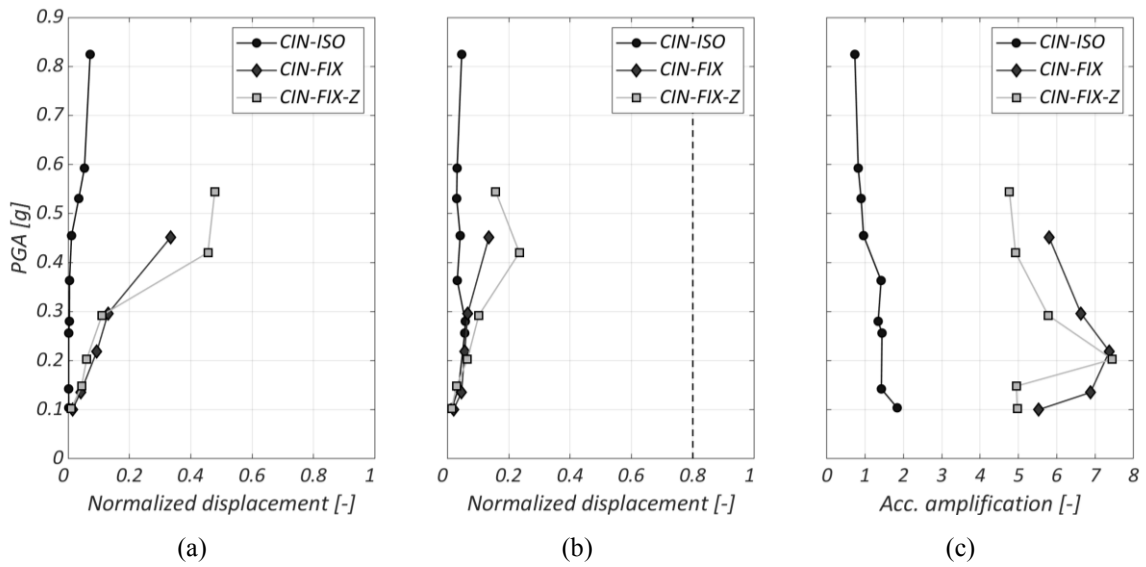 0.9
0.8
0.7
0.6
0.5
0.4
0.3
0.2
0.1
0
PGA [g]
CIN-ISO
CIN-FIX
CIN-FIX-Z
0 0.2 0.4 0.6 0.8 1
Normalized displacement [-]
(a)
CIN-ISO
CIN-FIX
CIN-FIX-Z
0 0.2 0.4 0.6 0.8 1
Normalized displacement [-]
(b)
CIN-ISO
CIN-FIX
CIN-FIX-Z
0 1 2 3 4 5 6 7 8
Acc. amplification [-]
(c)